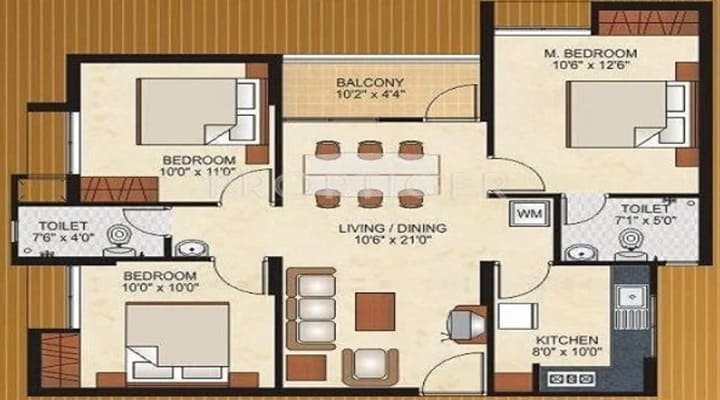 M. BEDROOM
10'6" x 12'6"
BALCONY
10'2" x 4'4"
BEDROOM
10'0" x 11'0"
PROPTIGER
TOILET
7'6" x 4'0"
LIVING / DINING
10'6" x 21'0"
WM
TOILET
7'1" x 5'0"
BEDROOM
10'0" x 10'0"
KITCHEN
8'0" x 10'0"